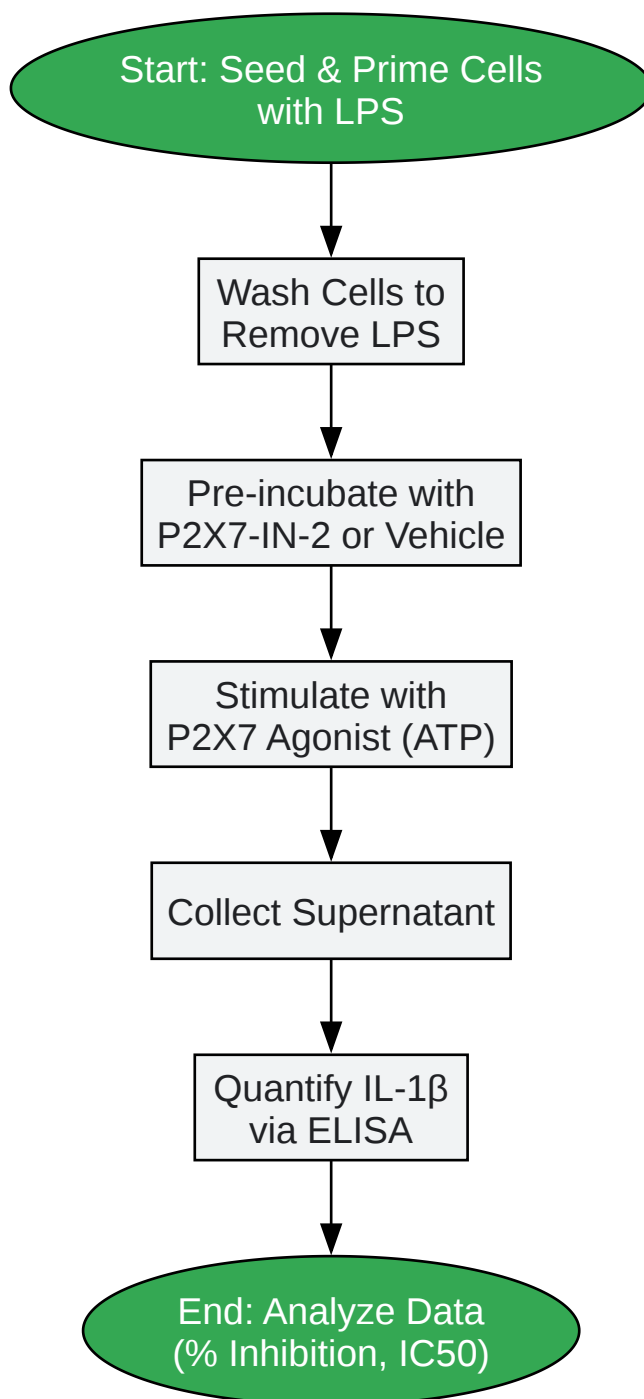 Start: Seed & Prime Cells
with LPS
Wash Cells to
Remove LPS
Pre-incubate with
P2X7-IN-2 or Vehicle
Stimulate with
P2X7 Agonist (ATP)
Collect Supernatant
Quantify IL-1β
via ELISA
End: Analyze Data
(% Inhibition, IC50)